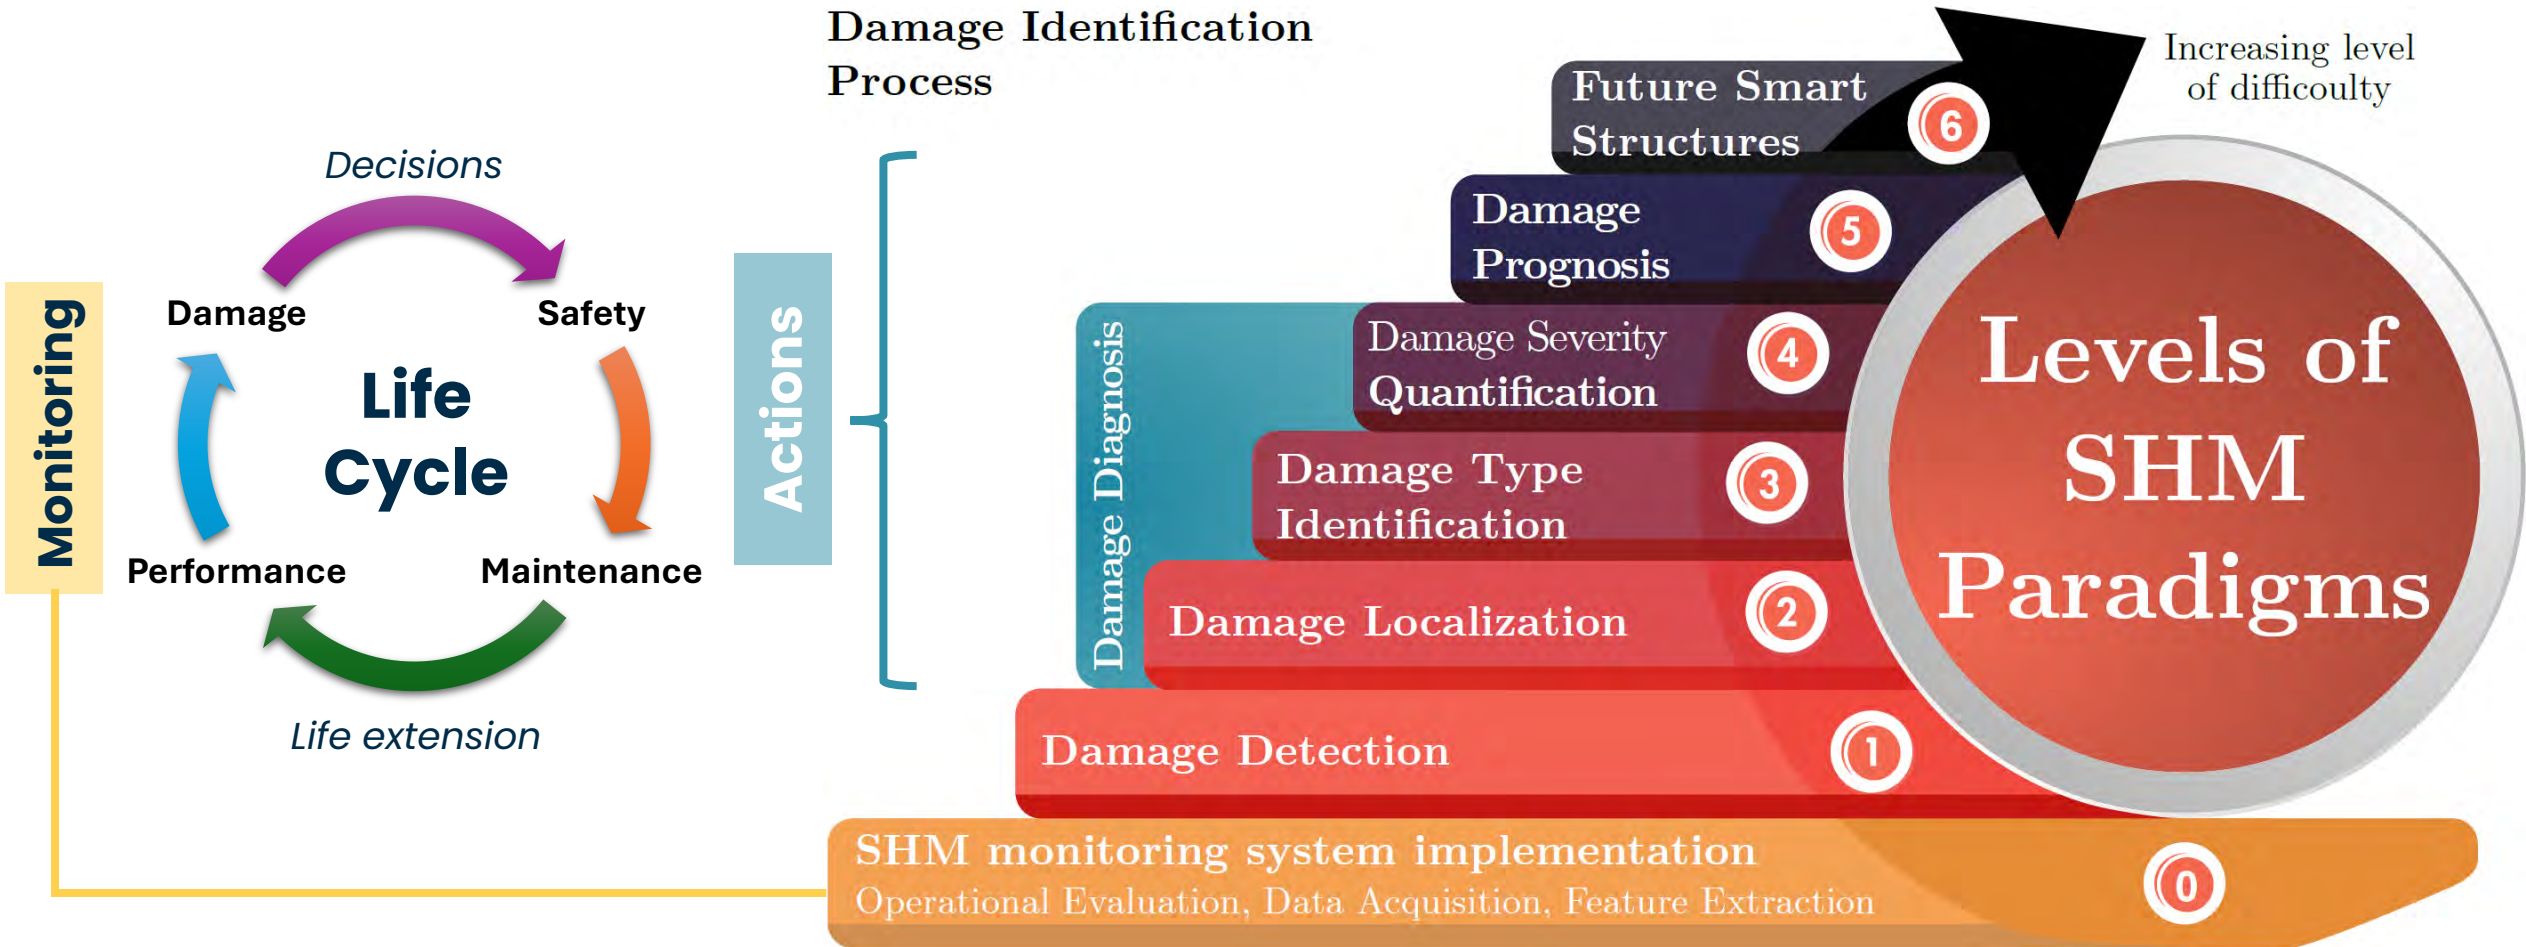 Damage Identification
Process
Increasing level
of difficoulty
Monitoring
Decisions
Damage
Safety
Life
Cycle
Performance
Maintenance
Life extension
Actions
Future Smart
Structures
6
Damage
Prognosis
5
Damage Diagnosis
Damage Severity
Quantification
4
Damage Type
Identification
3
Damage Localization
2
Damage Detection
1
SHM monitoring system implementation
Operational Evaluation, Data Acquisition, Feature Extraction
0
Levels of
SHM
Paradigms